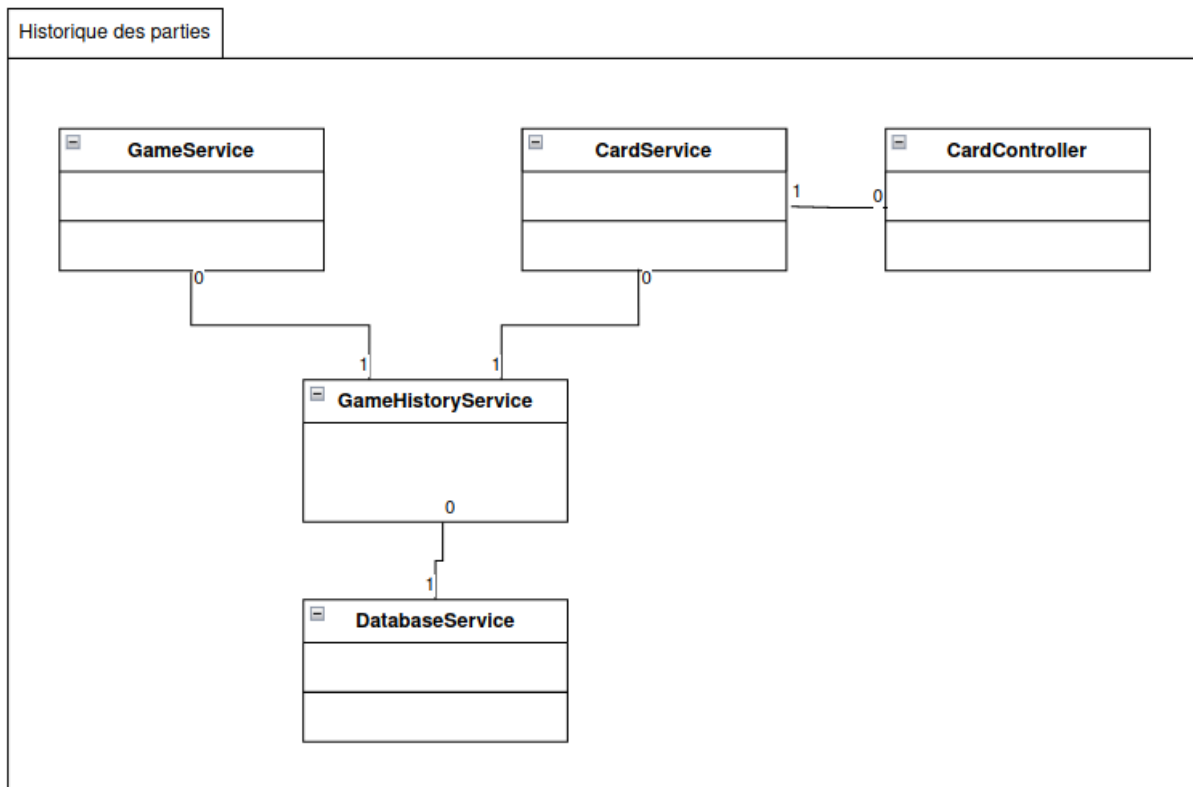 Historique des parties
GameService
CardService
CardController
1
0
0
0
1
1
GameHistoryService
0
1
DatabaseService